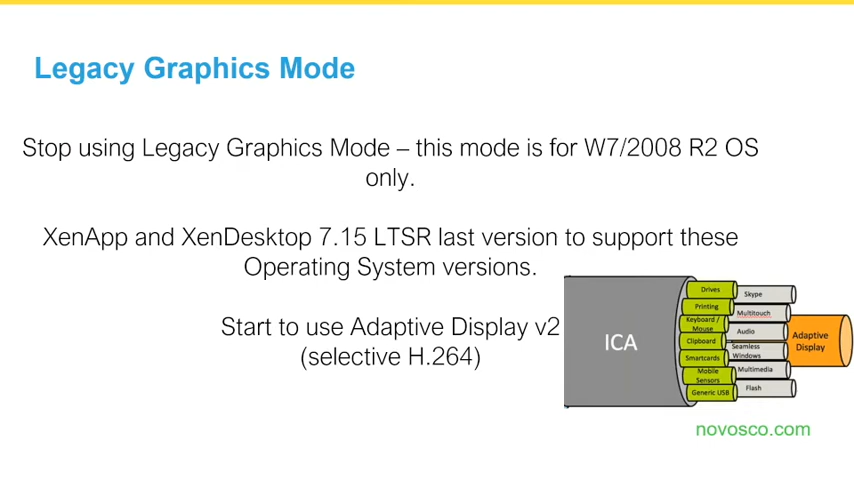 Legacy Graphics Mode
Stop using Legacy Graphics Mode – this mode is for W7/2008 R2 OS
only.
XenApp and XenDesktop 7.15 LTSR last version to support these
Operating System versions.
Start to use Adaptive Display v2
(selective H.264)
ICA
Drives
Printing
Keyboard /
Mouse
Clipboard
Smartcards
Mobile
Sensors
Generic USB
Skype
Multitouch
Audio
Seamless
Windows
Multimedia
Flash
Adaptive
Display
novosco.com